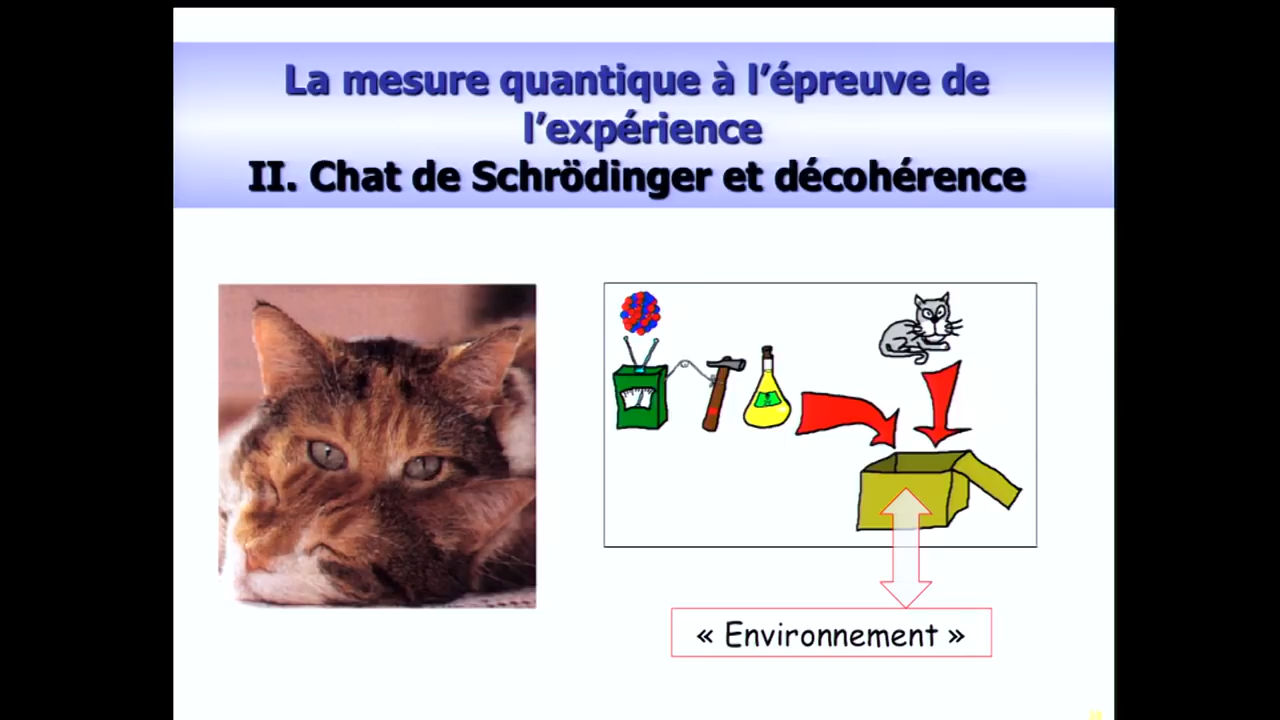 La mesure quantique à l’épreuve de
l’expérience
II. Chat de Schrödinger et décohérence
« Environnement »